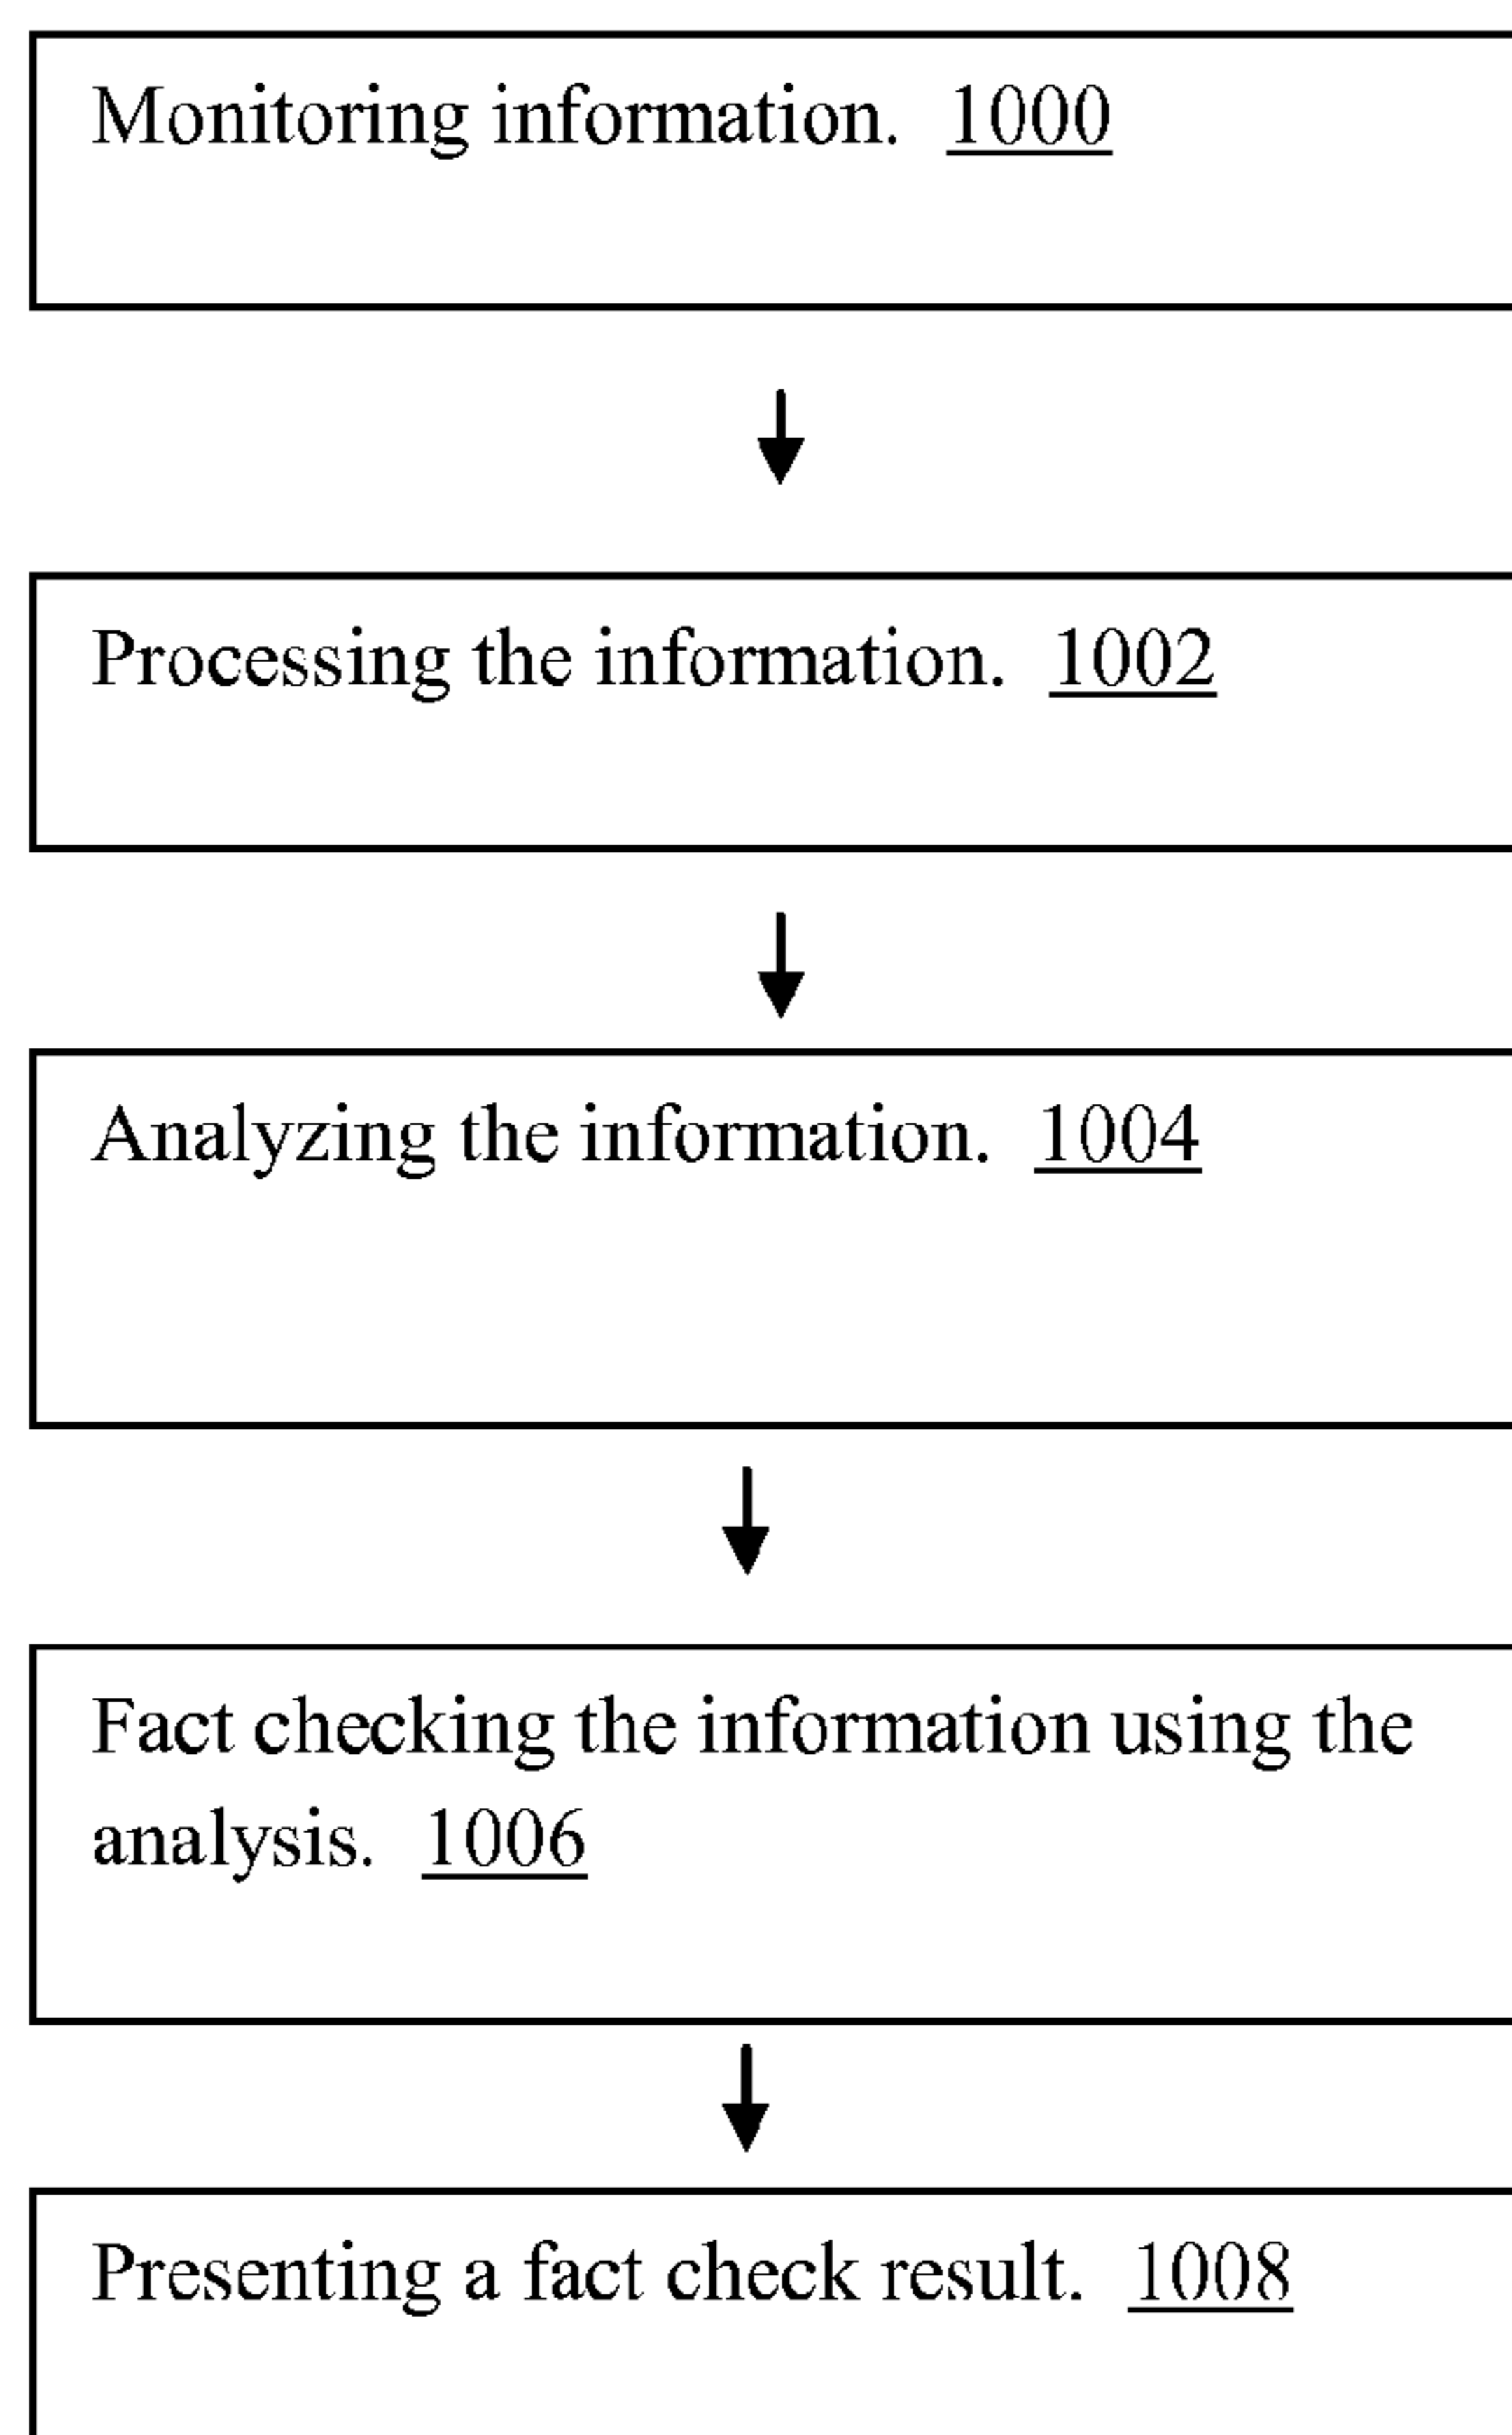 Monitoring information. 1000
Processing the information. 1002
Analyzing the information. 1004
Fact checking the information using the
analysis. 1006
Presenting a fact check result. 1008